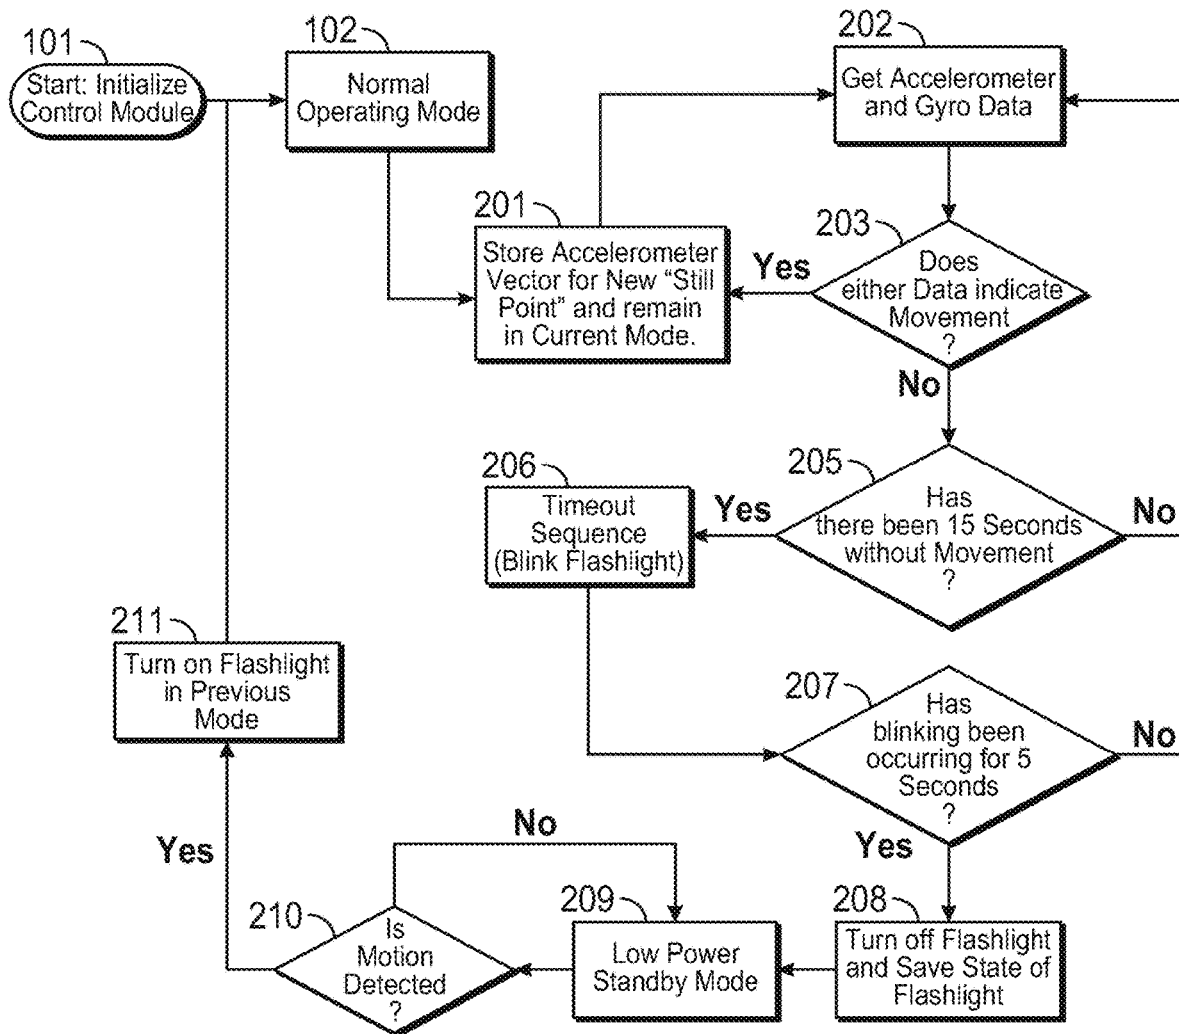 101
Start: Initialize
Control Module
102
Normal
Operating Mode
202
Get Accelerometer
and Gyro Data
201
Store Accelerometer
Vector for New “Still
Point” and remain
in Current Mode.
Yes
203
Does
either Data indicate
Movement
?
No
206
Timeout
Sequence
(Blink Flashlight)
Yes
205
Has
there been 15 Seconds
without Movement
?
No
211
Turn on Flashlight
in Previous
Mode
207
Has
blinking been
occurring for 5
Seconds
?
No
Yes
Yes
No
210
Is
Motion
Detected
?
209
Low Power
Standby Mode
208
Turn off Flashlight
and Save State of
Flashlight